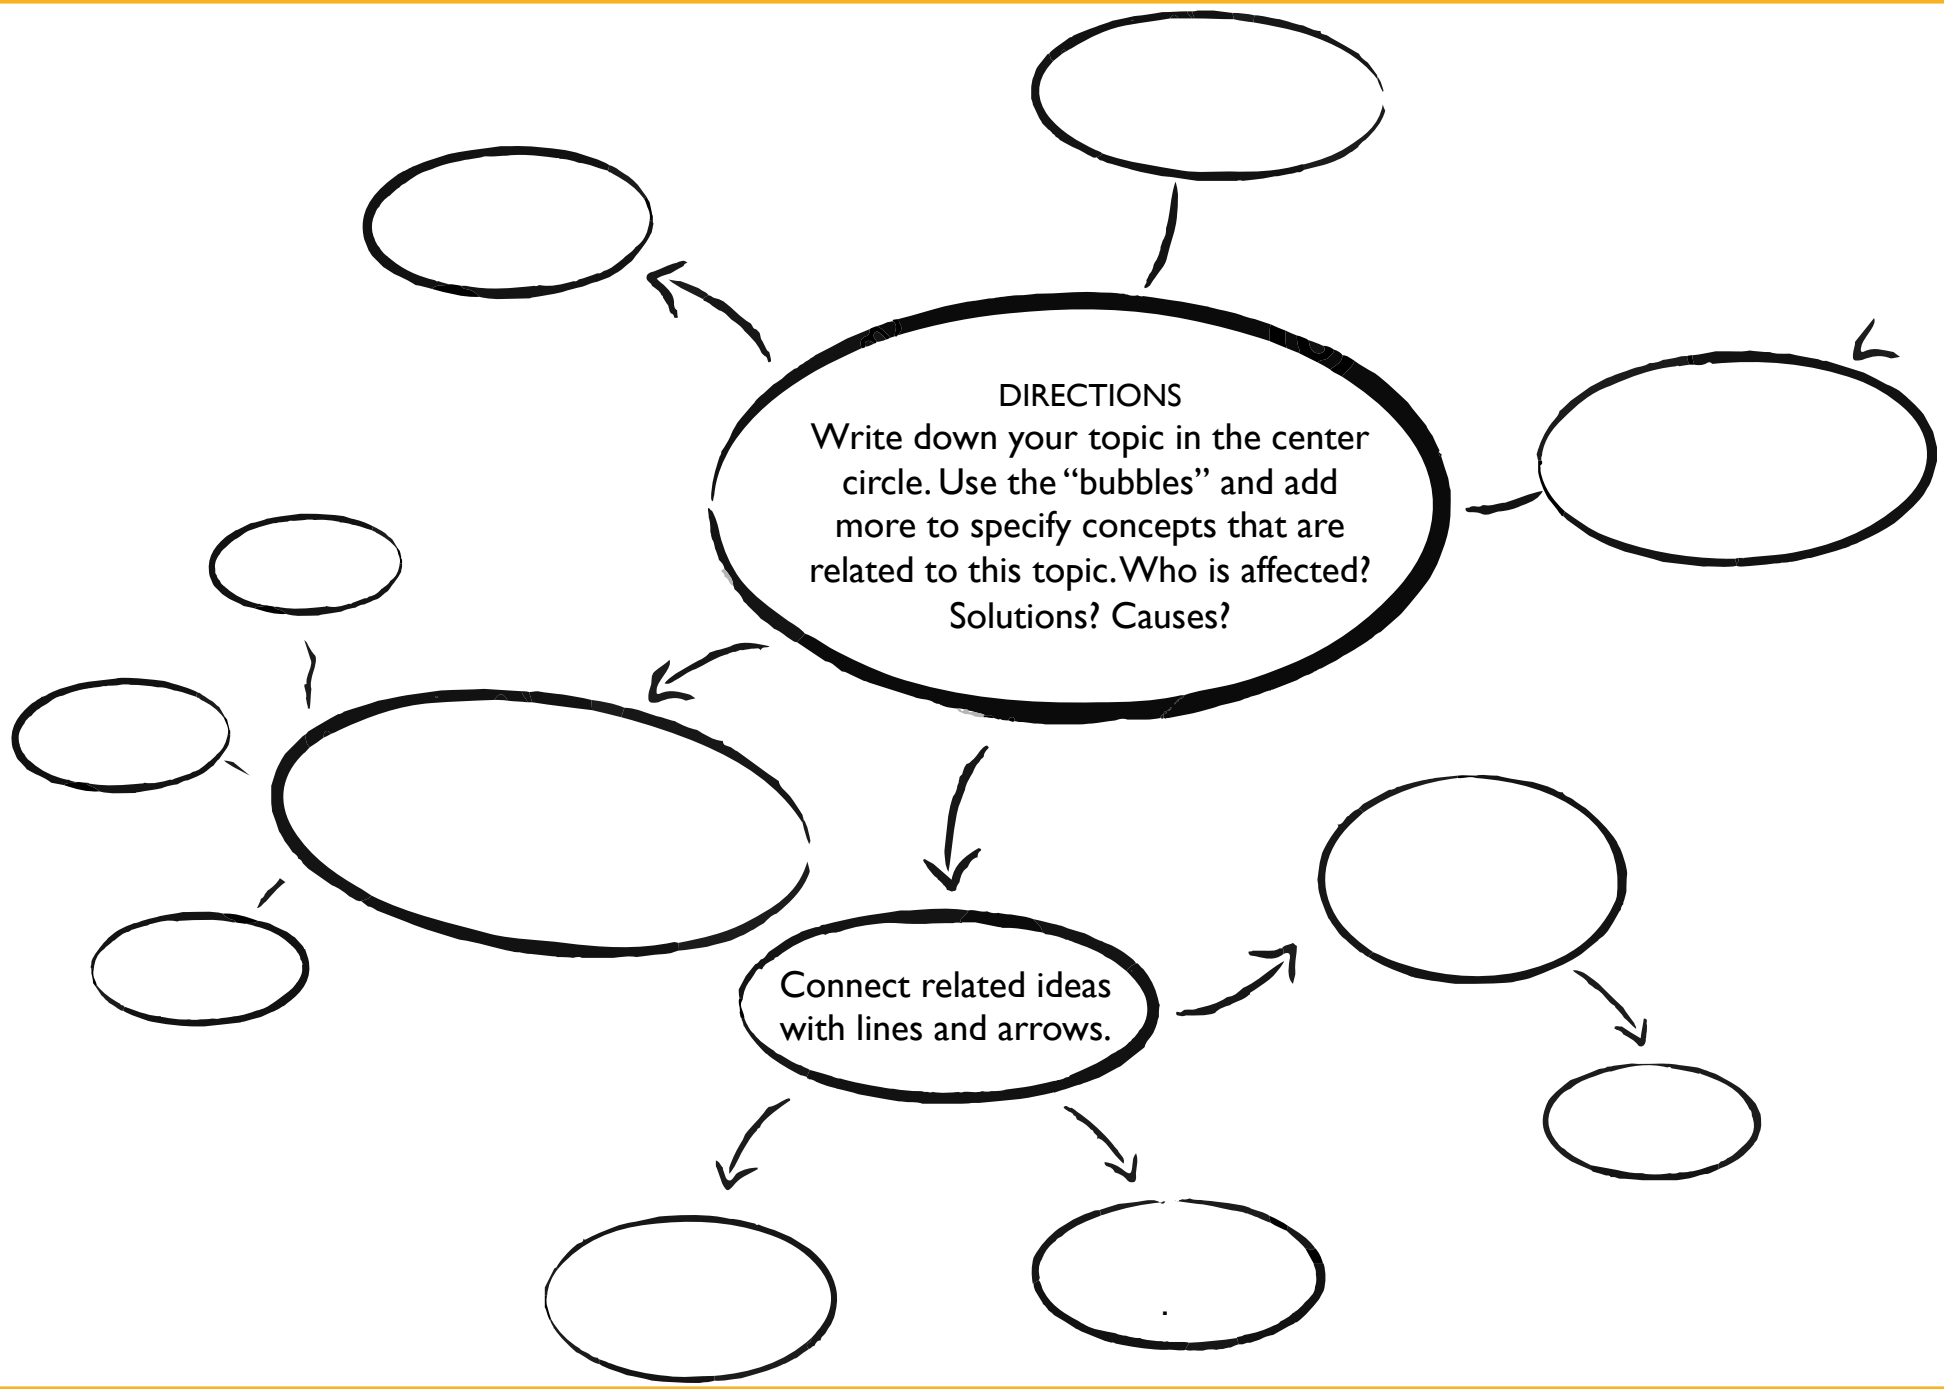 DIRECTIONS
Write down your topic in the center
circle. Use the “bubbles” and add
more to specify concepts that are
related to this topic. Who is affected?
Solutions? Causes?
Connect related ideas
with lines and arrows.
.